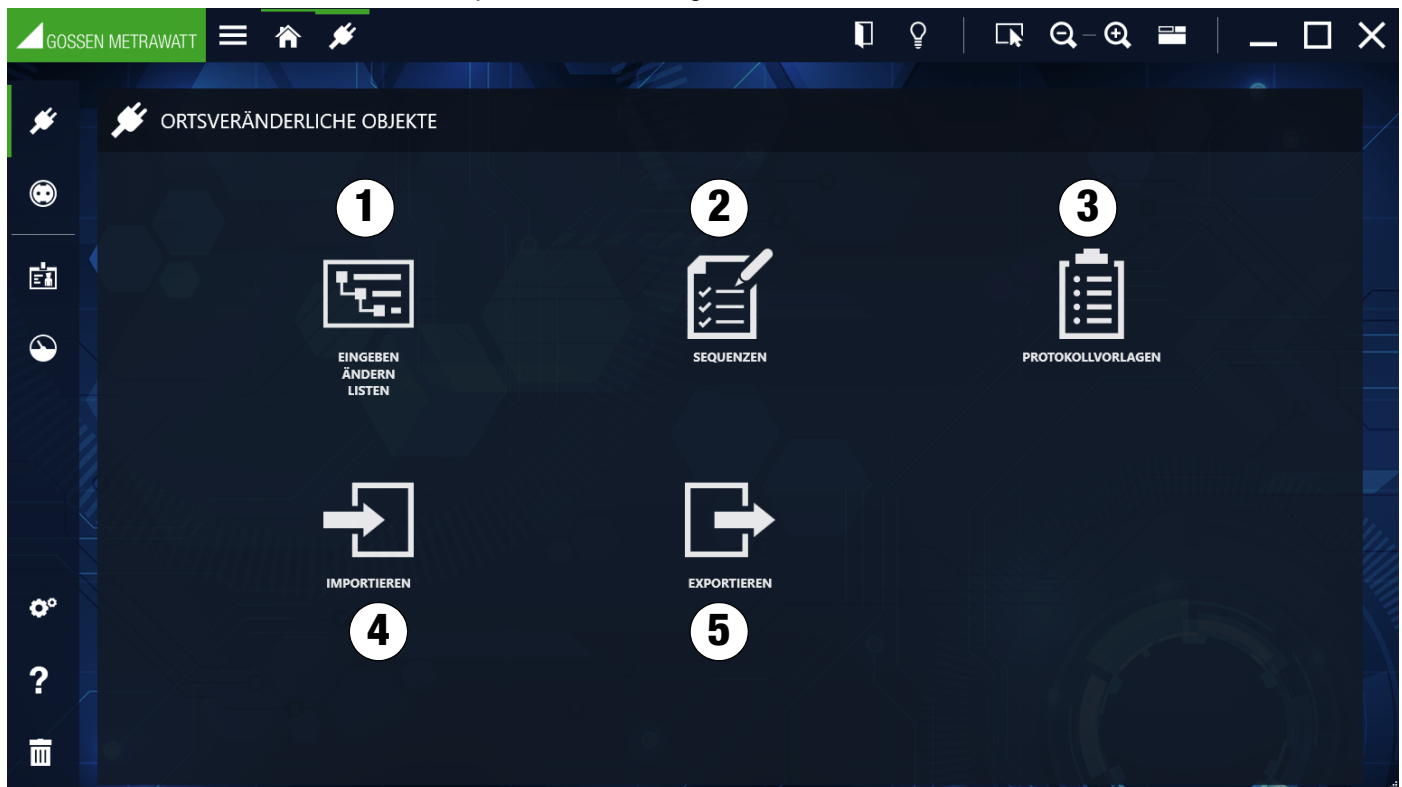 GOSSEN METRAWATT
ORTSVERÄNDERLICHE OBJEKTE
1
2
3
EINGEBEN
ÄNDERN
LISTEN
SEQUENZEN
PROTOKOLLVORLAGEN
IMPORTIEREN
EXPORTIEREN
4
5
?